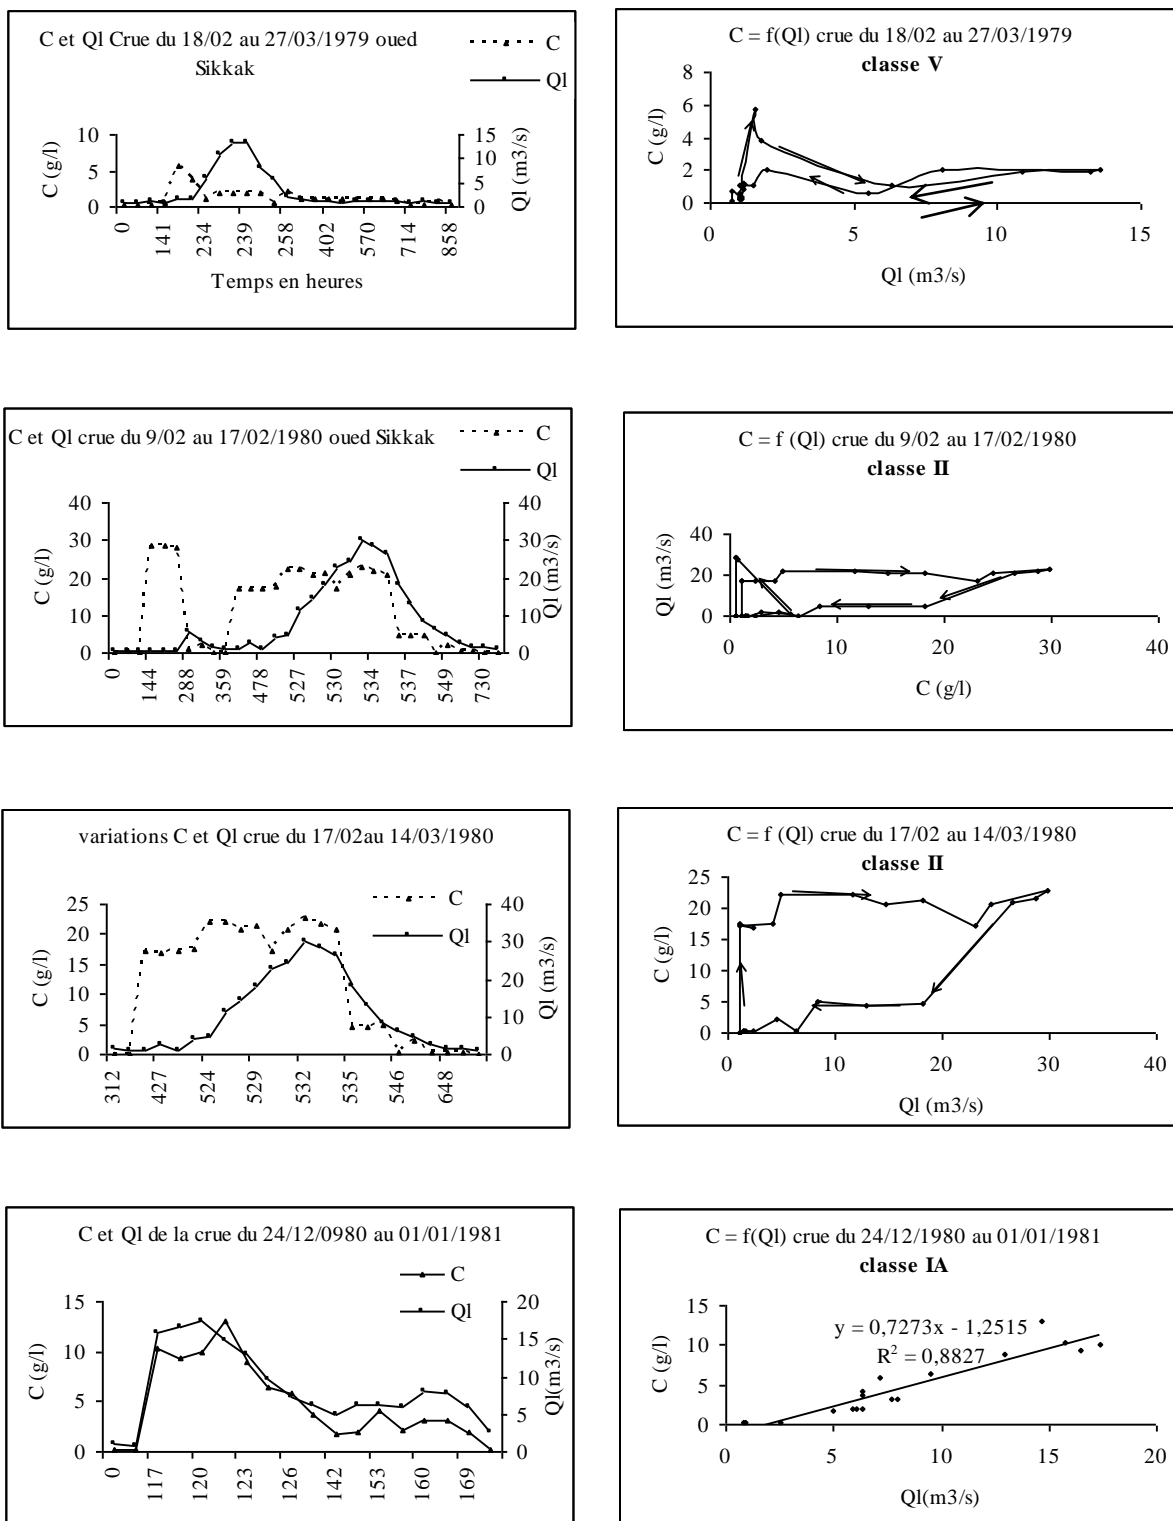 C et Ql Crue du 18/02 au 27/03/1979 oued
Sikkak
C
Ql
C (g/l)
10
5
0
15
10
5
0
Ql (m3/s)
0
141
234
239
258
402
570
714
858
Temps en heures
C = f(Ql) crue du 18/02 au 27/03/1979
classe V
C (g/l)
8
6
4
2
0
0
5
10
15
Ql (m3/s)
C et Ql crue du 9/02 au 17/02/1980 oued Sikkak
C
Ql
C (g/l)
40
30
20
10
0
40
30
20
10
0
Ql (m3/s)
0
144
288
359
478
527
530
534
537
549
730
C = f (Ql) crue du 9/02 au 17/02/1980
classe II
Ql (m3/s)
40
20
0
0
10
20
30
40
C (g/l)
variations C et Ql crue du 17/02au 14/03/1980
C
Ql
C (g/l)
25
20
15
10
5
0
40
30
20
10
0
Ql (m3/s)
312
427
524
529
532
535
546
648
C = f (Ql) crue du 17/02 au 14/03/1980
classe II
C (g/l)
25
20
15
10
5
0
0
10
20
30
40
Ql (m3/s)
C et Ql de la crue du 24/12/0980 au 01/01/1981
C
Ql
C (g/l)
15
10
5
0
20
15
10
5
0
Ql(m3/s)
0
117
120
123
126
142
153
160
169
C = f(Ql) crue du 24/12/1980 au 01/01/1981
classe IA
C (g/l)
15
10
5
0
y = 0,7273x - 1,2515
R² = 0,8827
0
5
10
15
20
Ql(m3/s)